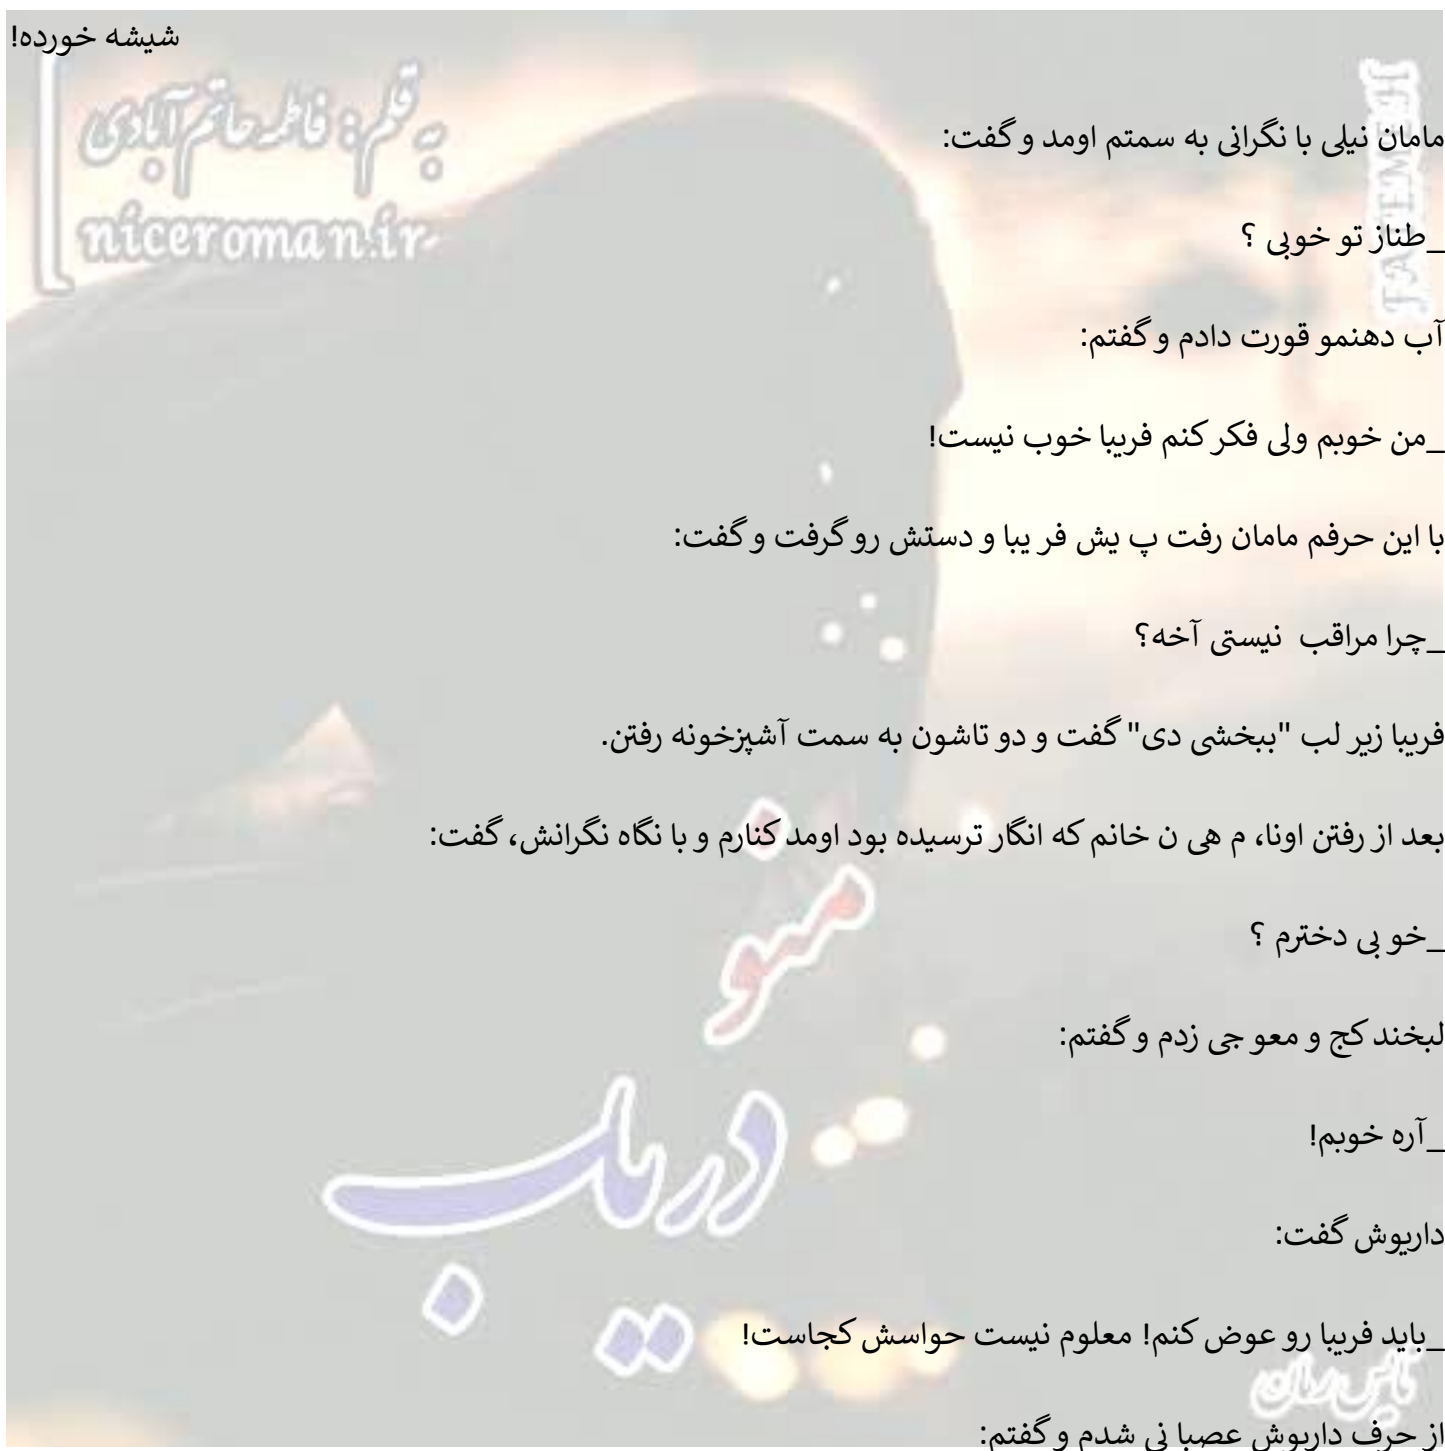 شیشه خورده!
به قلم: فاطمه حاتم آبادی
niceroman.ir
مامان نیلی با نگرانی به سمتم اومد و گفت:
_طناز تو خوبی ؟
آب دهنمو قورت دادم و گفتم:
_من خوبم ولی فکر کنم فریبا خوب نیست!
با این حرفم مامان رفت پ یش فر یبا و دستش رو گرفت و گفت:
_چرا مراقب نیستی آخه؟
فریبا زیر لب "ببخشی دی" گفت و دو تاشون به سمت آشپزخونه رفتن.
بعد از رفتن اونا، م هی ن خانم که انگار ترسیده بود اومد کنارم و با نگاه نگرانش، گفت:
_خو بی دخترم ؟
لبخند کج و معو جی زدم و گفتم:
_آره خوبم!
داریوش گفت:
_باید فریبا رو عوض کنم! معلوم نیست حواسش کجاست!
از حرف داریوش عصبا نی شدم و گفتم:
منو
دریاب
نایس رمان